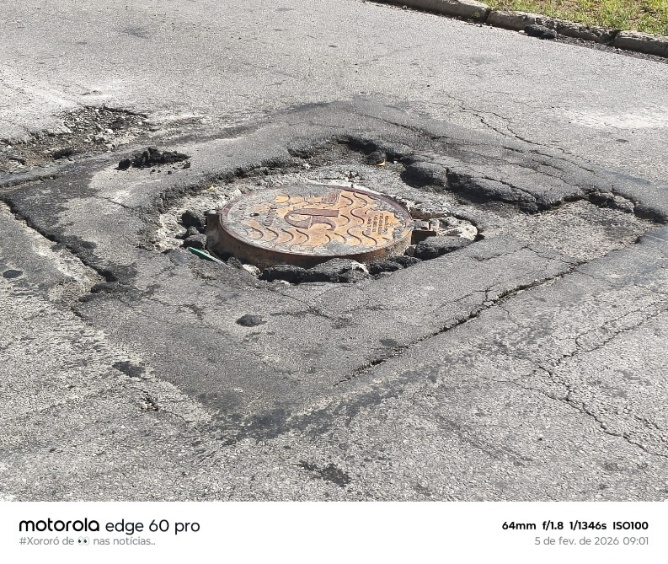 motorola edge 60 pro
#Xororó de 👀 nas notícias..
64mm f/1.8 1/1346s ISO100
5 de fev. de 2026 09:01